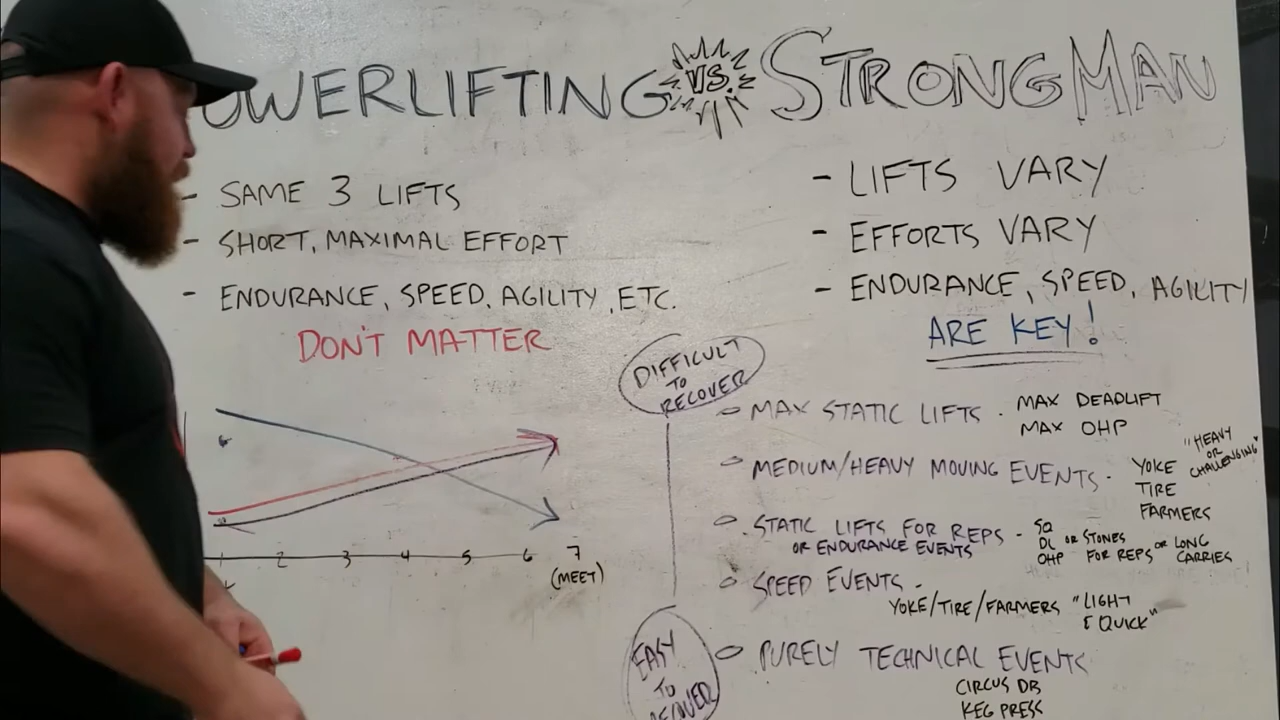 OWERLIFTING VS. STRONGMAN
- SAME 3 LIFTS
- SHORT, MAXIMAL EFFORT
- ENDURANCE, SPEED, AGILITY, ETC.
DON'T MATTER
- LIFTS VARY
- EFFORTS VARY
- ENDURANCE, SPEED, AGILITY
ARE KEY!
1 2 3 4 5 6 7
(MEET)
DIFFICULT
TO
RECOVER
MAX STATIC LIFTS - MAX DEADLIFT
MAX OHP
MEDIUM/HEAVY MOVING EVENTS - YOKE
TIRE
FARMERS
"HEAVY
OR
CHALLENGING"
STATIC LIFTS FOR REPS - SQ
OR ENDURANCE EVENTS
DL
OHP
OR STONES
FOR REPS
OR LONG
CARRIES
SPEED EVENTS -
YOKE/TIRE/FARMERS "LIGHT
& QUICK"
PURELY TECHNICAL EVENTS
CIRCUS DB
KEG PRESS
EASY
TO
RECOVER